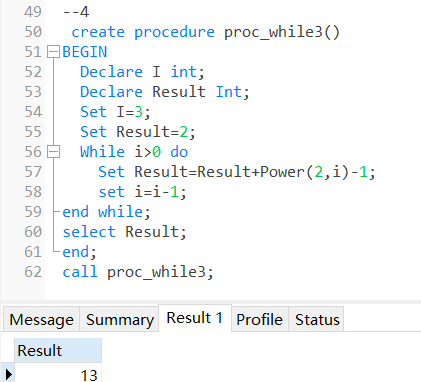 49 --4
50 create procedure proc_while3()
51 BEGIN
52 Declare I int;
53 Declare Result Int;
54 Set I=3;
55 Set Result=2;
56 While i>0 do
57 Set Result=Result+Power(2,i)-1;
58 set i=i-1;
59 end while;
60 select Result;
61 end;
62 call proc_while3;
Message Summary Result 1 Profile Status
Result
13